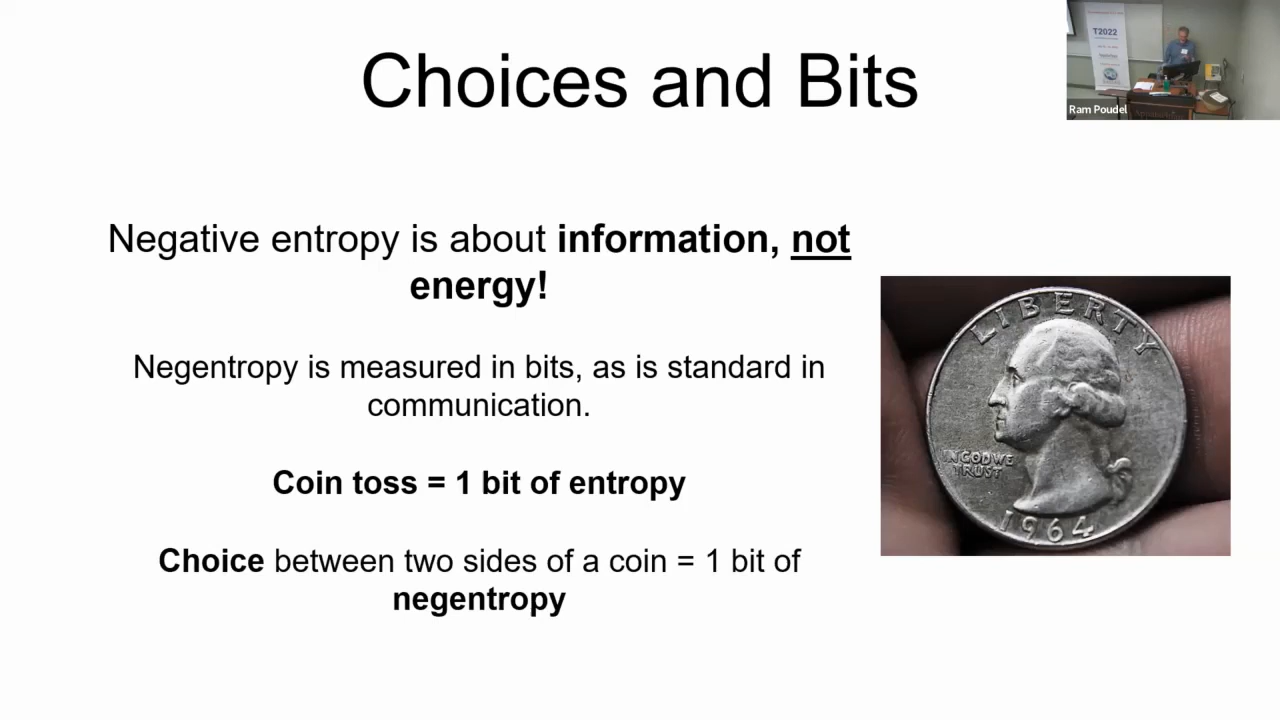 Choices and Bits
T2022
Ram Poudel
Negative entropy is about information, not
energy!
Negentropy is measured in bits, as is standard in
communication.
Coin toss = 1 bit of entropy
Choice between two sides of a coin = 1 bit of
negentropy
LIBERTY
IN GOD WE
TRUST
1964